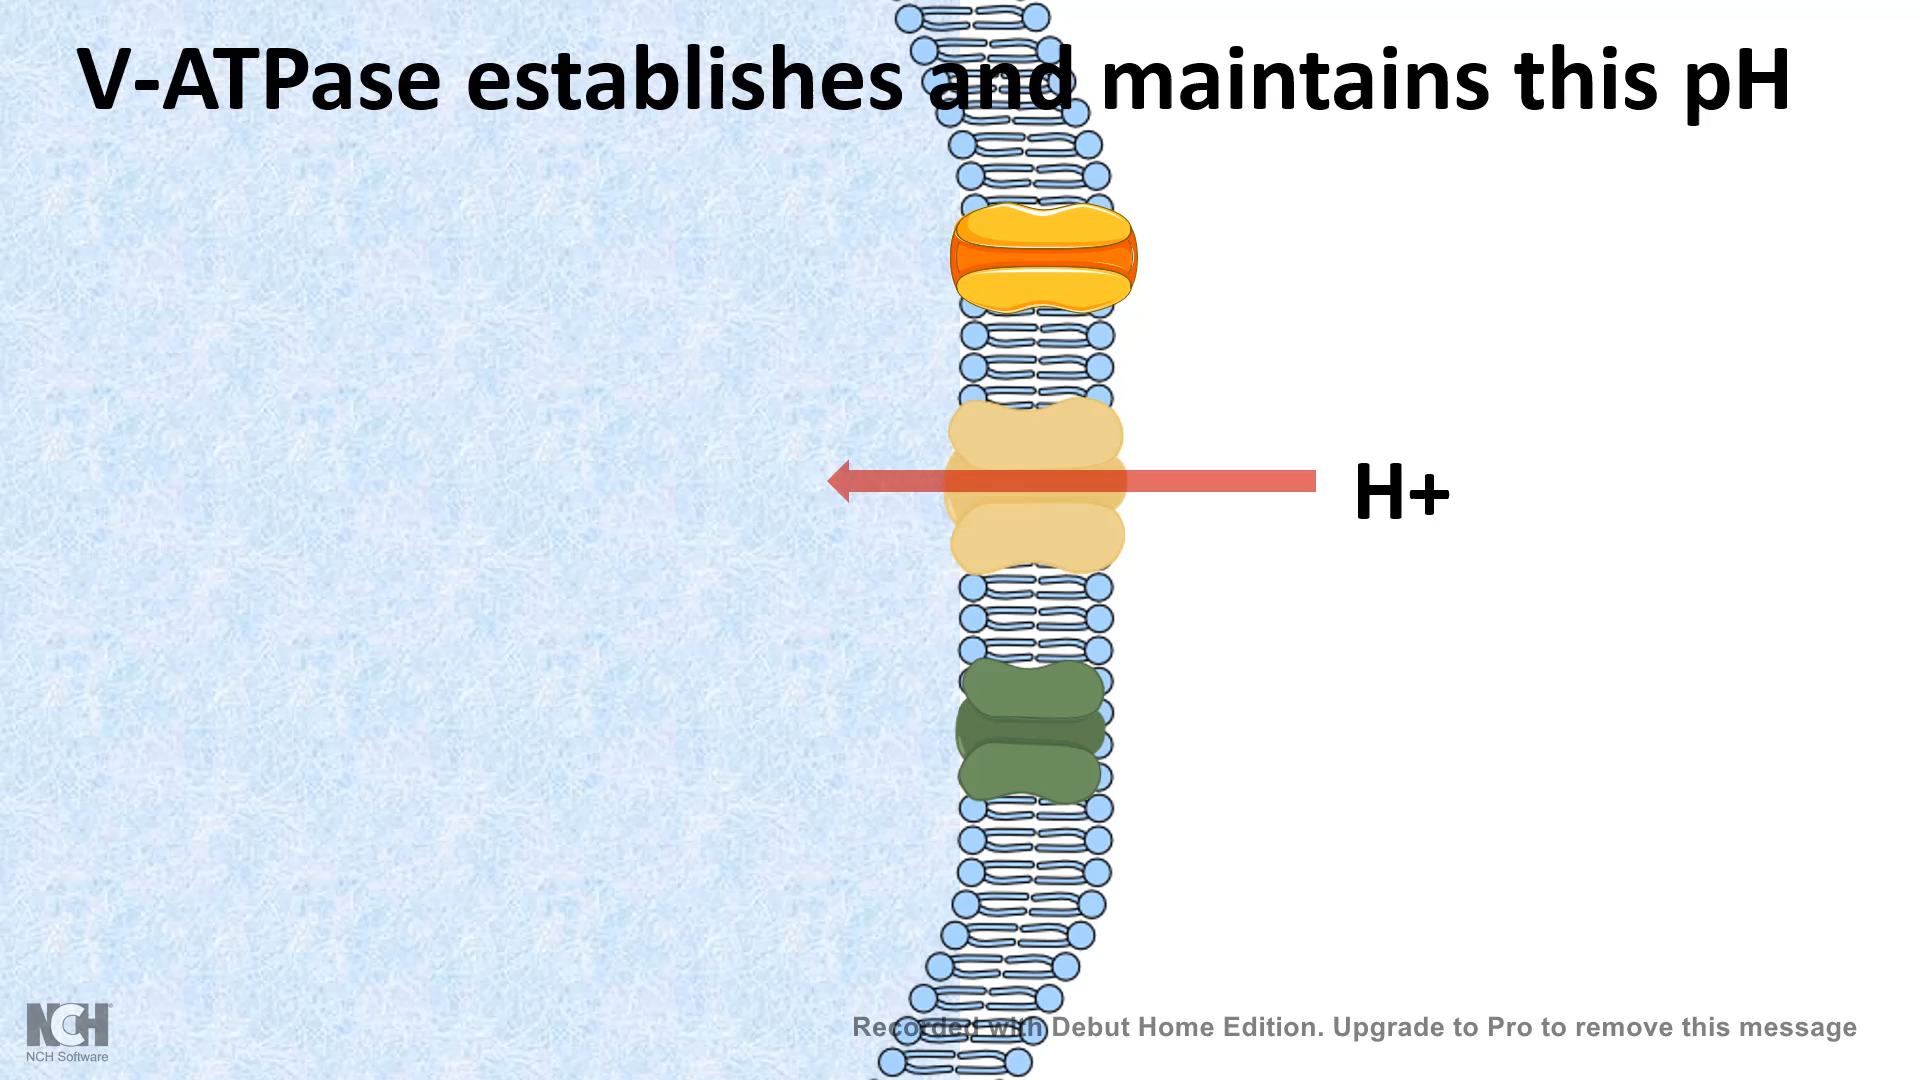 V-ATPase establishes and maintains this pH
H+
NCH
NCH Software
Recorded with Debut Home Edition. Upgrade to Pro to remove this message